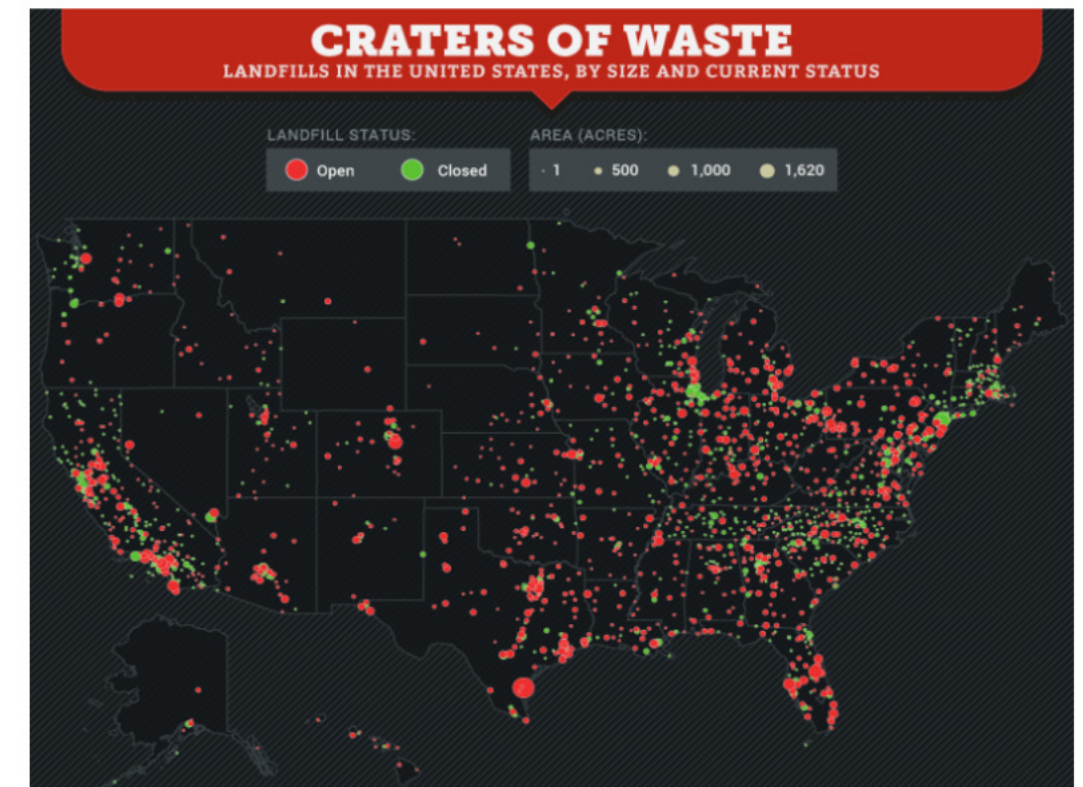 CRATERS OF WASTE
LANDFILLS IN THE UNITED STATES, BY SIZE AND CURRENT STATUS
LANDFILL STATUS: AREA (ACRES):
Open Closed 1 500 1,000 1,620